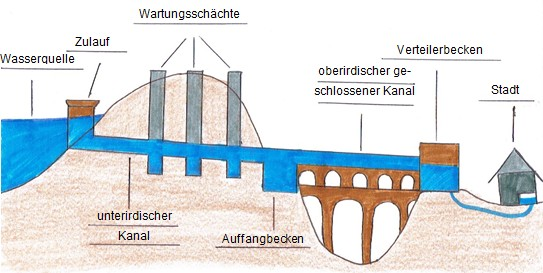 Wartungsschächte
Zulauf
Wasserquelle
Verteilerbecken
oberirdischer ge-
schlossener Kanal
Stadt
unterirdischer
Kanal
Auffangbecken